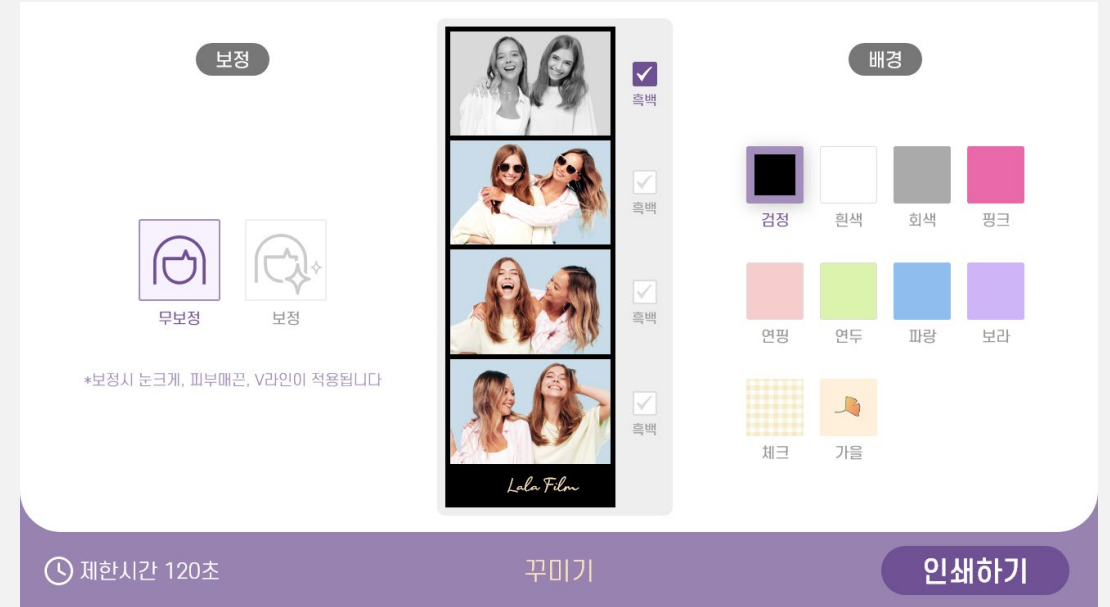 보정
무보정
보정
*보정시 눈크게, 피부매끈, V라인이 적용됩니다
흑백
흑백
흑백
흑백
Lala Film
배경
검정 흰색 회색 핑크
연핑 연두 파랑 보라
체크 가을
제한시간 120초
꾸미기
인쇄하기